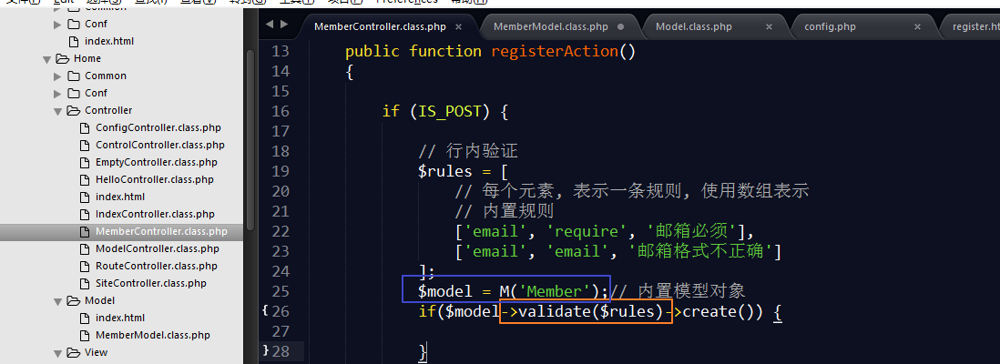 Preferences
Common
Conf
index.html
Home
Common
Conf
Controller
ConfigController.class.php
ControlController.class.php
EmptyController.class.php
HelloController.class.php
index.html
IndexController.class.php
MemberController.class.php
ModelController.class.php
RouteController.class.php
SiteController.class.php
Model
index.html
MemberModel.class.php
View
MemberController.class.php × MemberModel.class.php Model.class.php × config.php × register.ht
13 public function registerAction()
14 {
15
16 if (IS_POST) {
17
18 // 行内验证
19 $rules = [
20 // 每个元素, 表示一条规则, 使用数组表示
21 // 内置规则
22 ['email', 'require', '邮箱必须'],
23 ['email', 'email', '邮箱格式不正确']
24 ];
25 $model = M('Member');// 内置模型对象
26 if($model->validate($rules)->create()) {
27
28 }